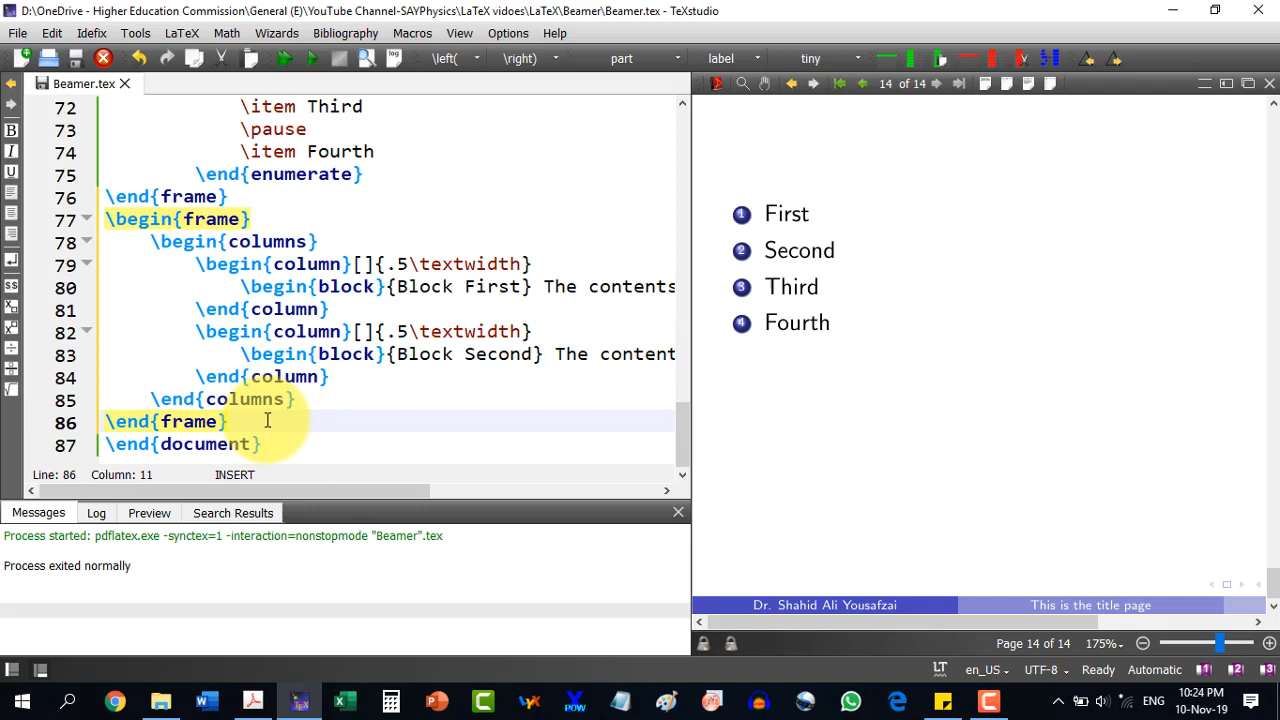 D:\OneDrive - Higher Education Commission\General (E)\YouTube Channel-SAYPhysics\LaTeX vidoes\LaTeX\Beamer\Beamer.tex - TeXstudio
File Edit Idefix Tools LaTeX Math Wizards Bibliography Macros View Options Help
\left( \right) part label tiny
Beamer.tex
14 of 14
72 \item Third
73 \pause
74 \item Fourth
75 \end{enumerate}
76 \end{frame}
77 \begin{frame}
78 \begin{columns}
79 \begin{column}[]{.5\textwidth}
80 \begin{block}{Block First} The contents
81 \end{column}
82 \begin{column}[]{.5\textwidth}
83 \begin{block}{Block Second} The content
84 \end{column}
85 \end{columns}
86 \end{frame}
87 \end{document}
Line: 86 Column: 11 INSERT
Messages Log Preview Search Results
Process started: pdflatex.exe -synctex=1 -interaction=nonstopmode "Beamer".tex
Process exited normally
1 First
2 Second
3 Third
4 Fourth
Dr. Shahid Ali Yousafzai This is the title page
Page 14 of 14 175%
LT en_US UTF-8 Ready Automatic 1 2 3
ENG
10:24 PM
10-Nov-19